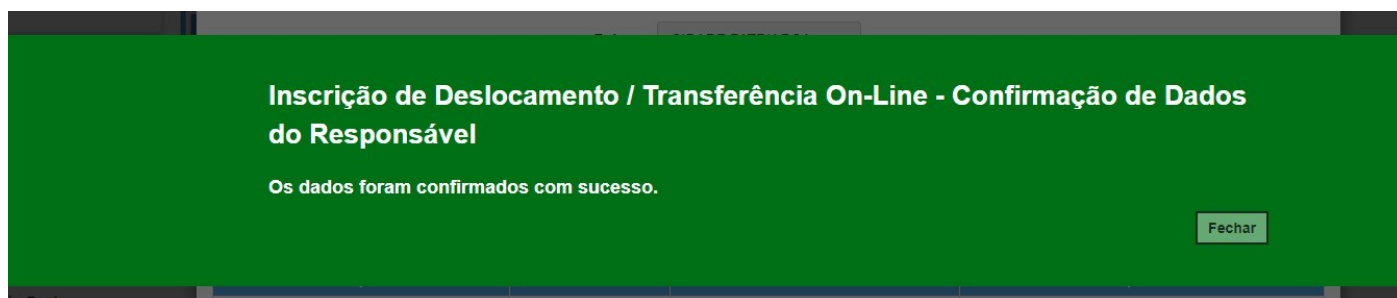 Inscrição de Deslocamento / Transferência On-Line - Confirmação de Dados
do Responsável
Os dados foram confirmados com sucesso.
Fechar